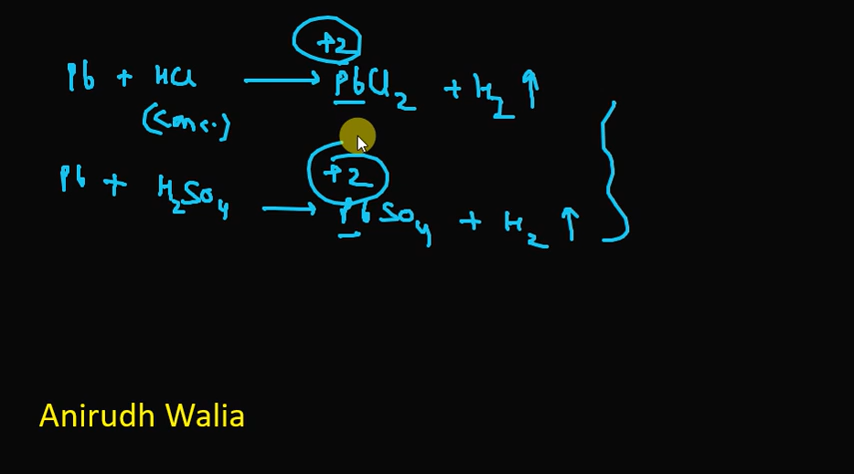 +2
Pb + HCl ⟶ PbCl₂ + H₂ ↑
(Conc.)
+2
Pb + H₂SO₄ ⟶ PbSO₄ + H₂ ↑
Anirudh Walia